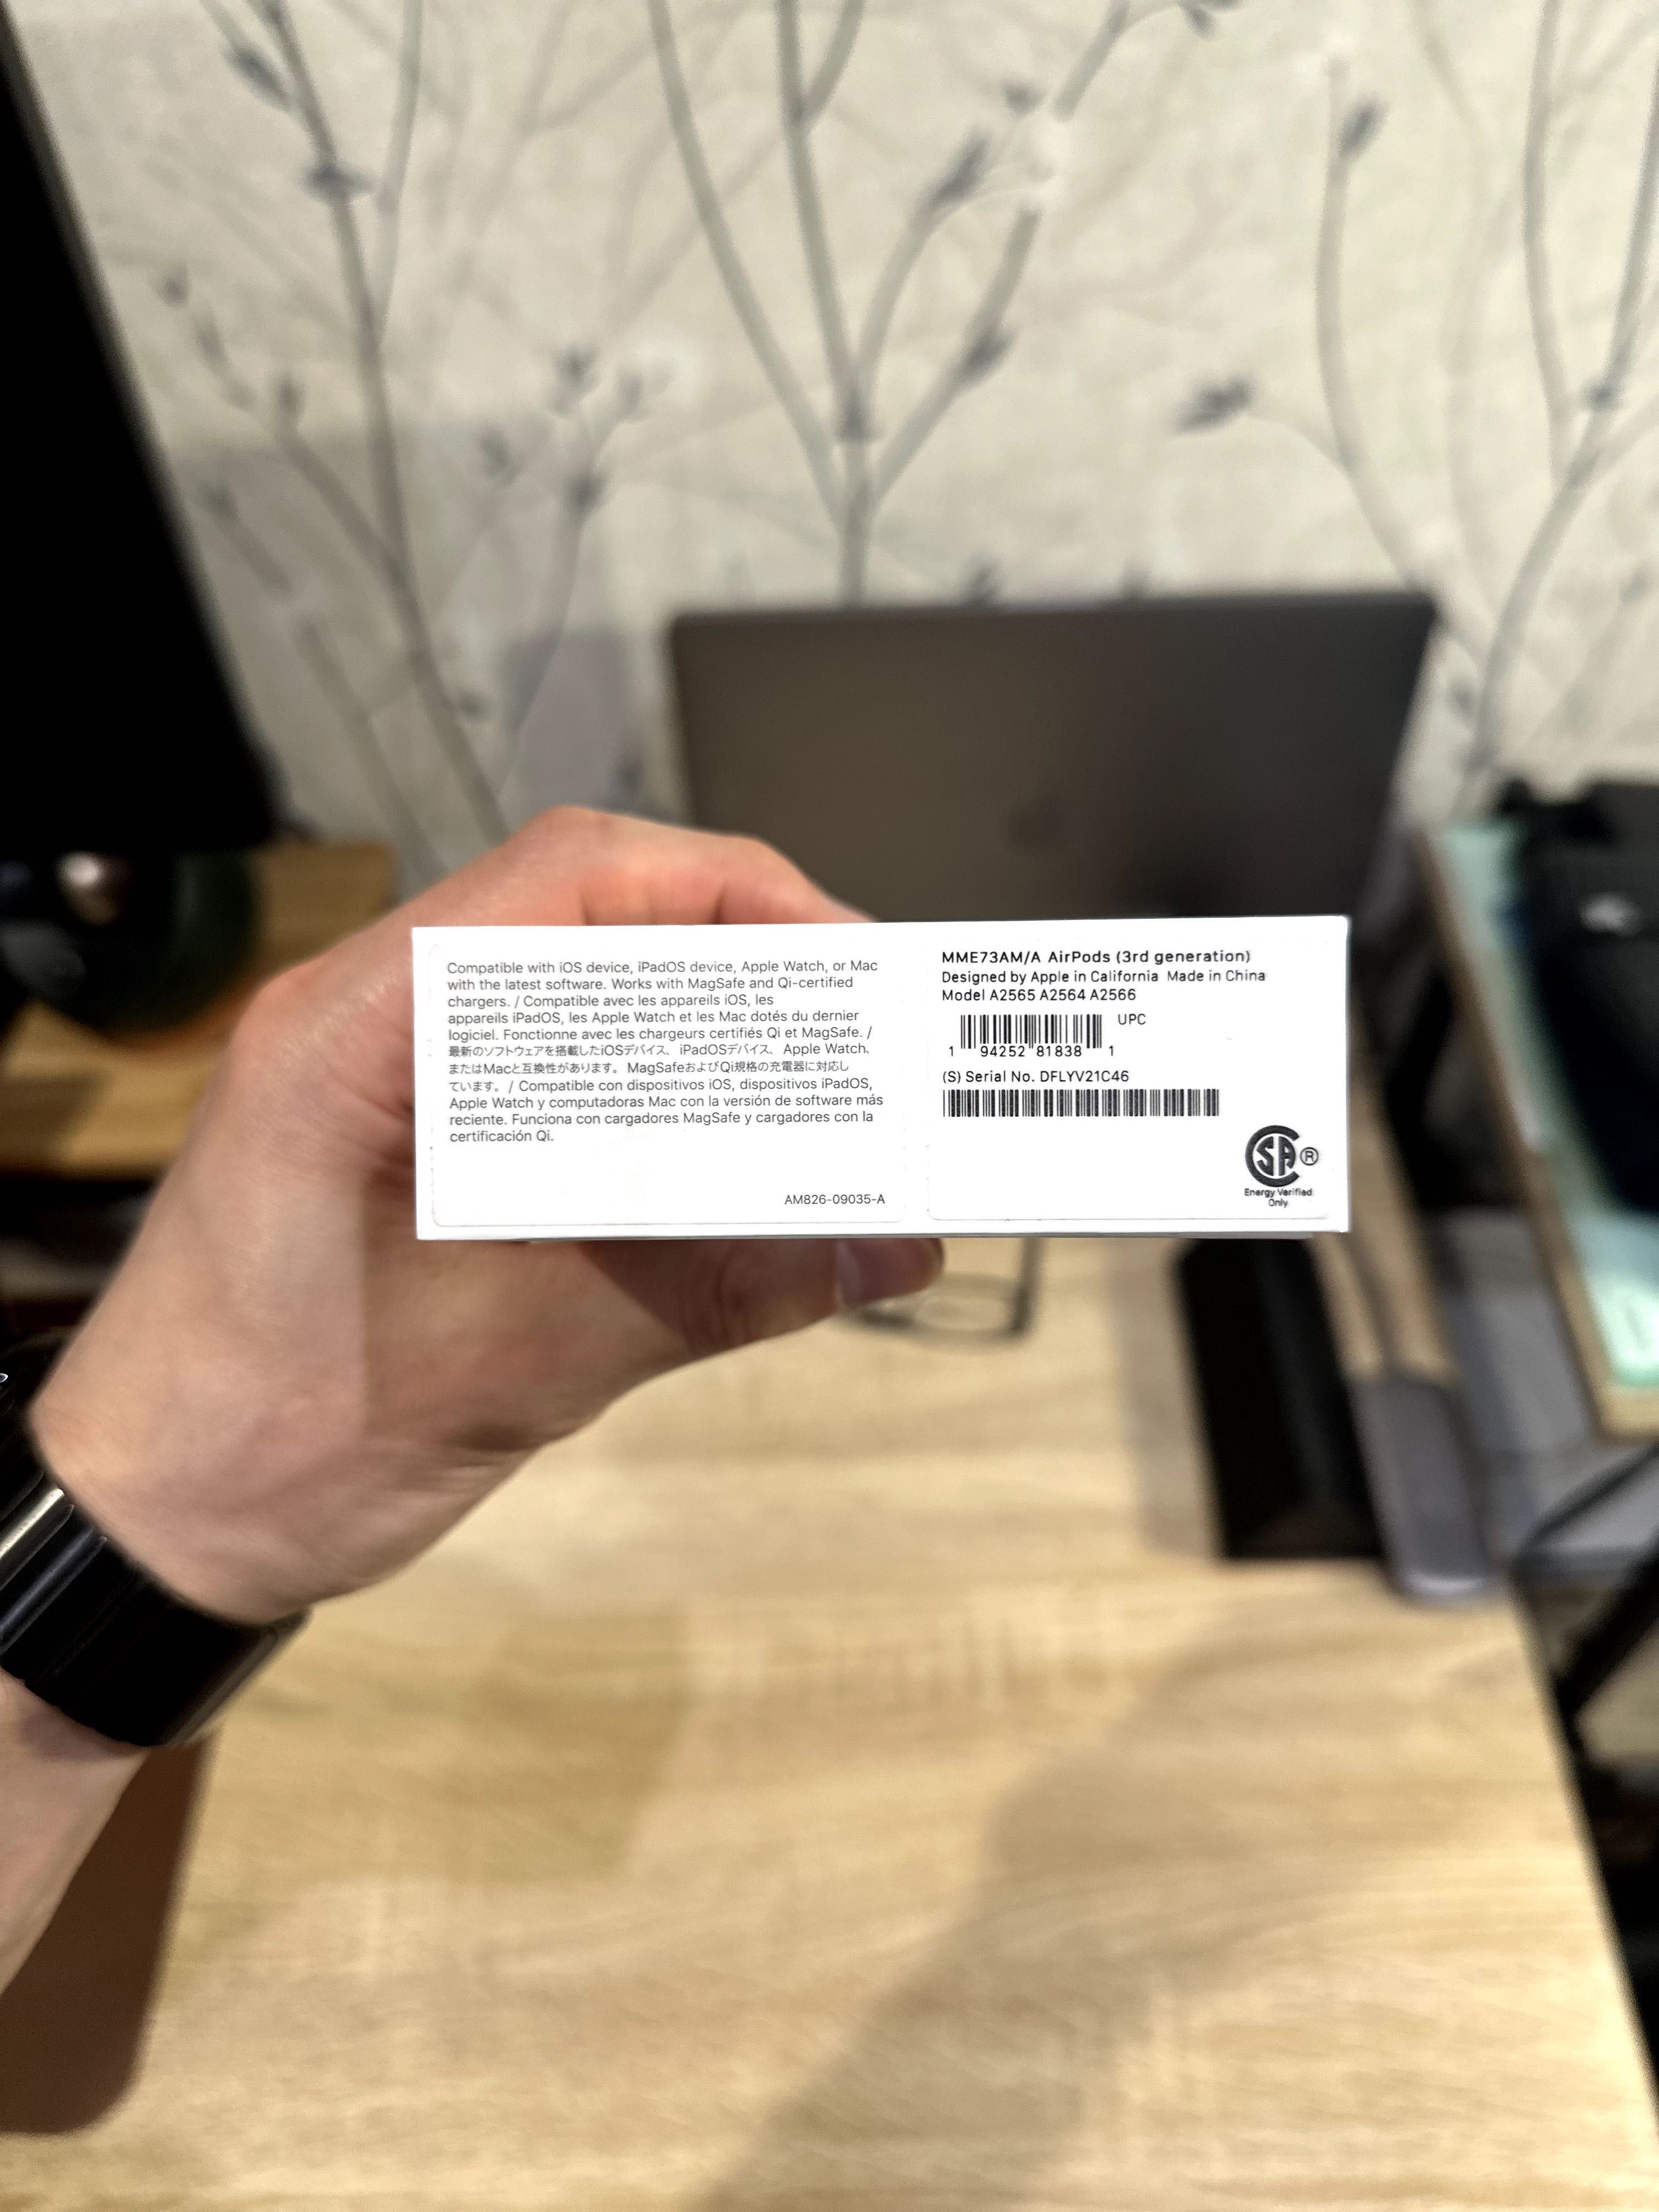 Compatible with iOS device, iPadOS device, Apple Watch, or Mac
with the latest software. Works with MagSafe and Qi-certified
chargers. / Compatible avec les appareils iOS, les
appareils iPadOS, les Apple Watch et les Mac dotés du dernier
logiciel. Fonctionne avec les chargeurs certifiés Qi et MagSafe. /
最新のソフトウェアを搭載したiOSデバイス、iPadOSデバイス、Apple Watch、
またはMacと互換性があります。MagSafeおよびQi規格の充電器に対応し
ています。/ Compatible con dispositivos iOS, dispositivos iPadOS,
Apple Watch y computadoras Mac con la versión de software más
reciente. Funciona con cargadores MagSafe y cargadores con la
certificación Qi.
AM826-09035-A
MME73AM/A AirPods (3rd generation)
Designed by Apple in California Made in China
Model A2565 A2564 A2566
UPC
1 94252 81838 1
(S) Serial No. DFLYV21C46
SA ®
Energy Verified
Only